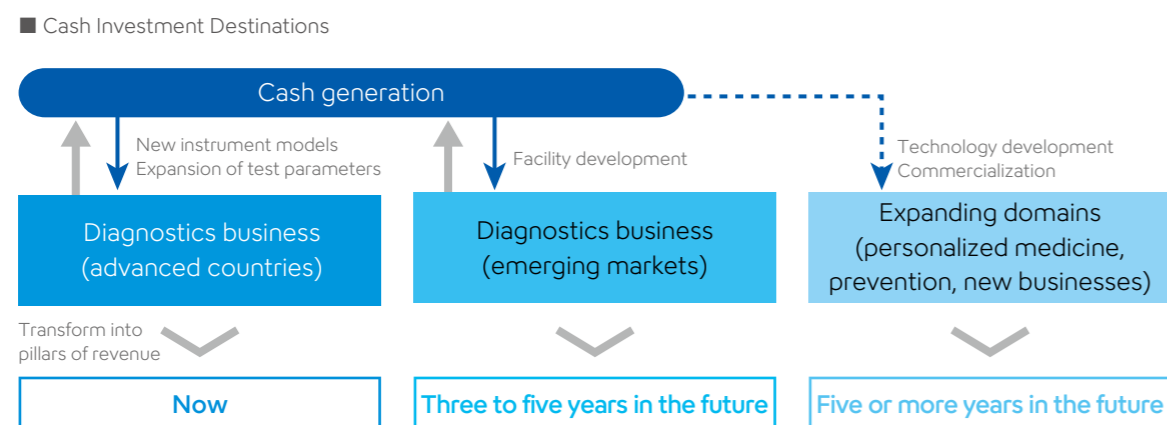 ■ Cash Investment Destinations
Cash generation
New instrument models
Expansion of test parameters
Facility development
Technology development
Commercialization
Diagnostics business
(advanced countries)
Diagnostics business
(emerging markets)
Expanding domains
(personalized medicine,
prevention, new businesses)
Transform into
pillars of revenue
Now
Three to five years in the future
Five or more years in the future